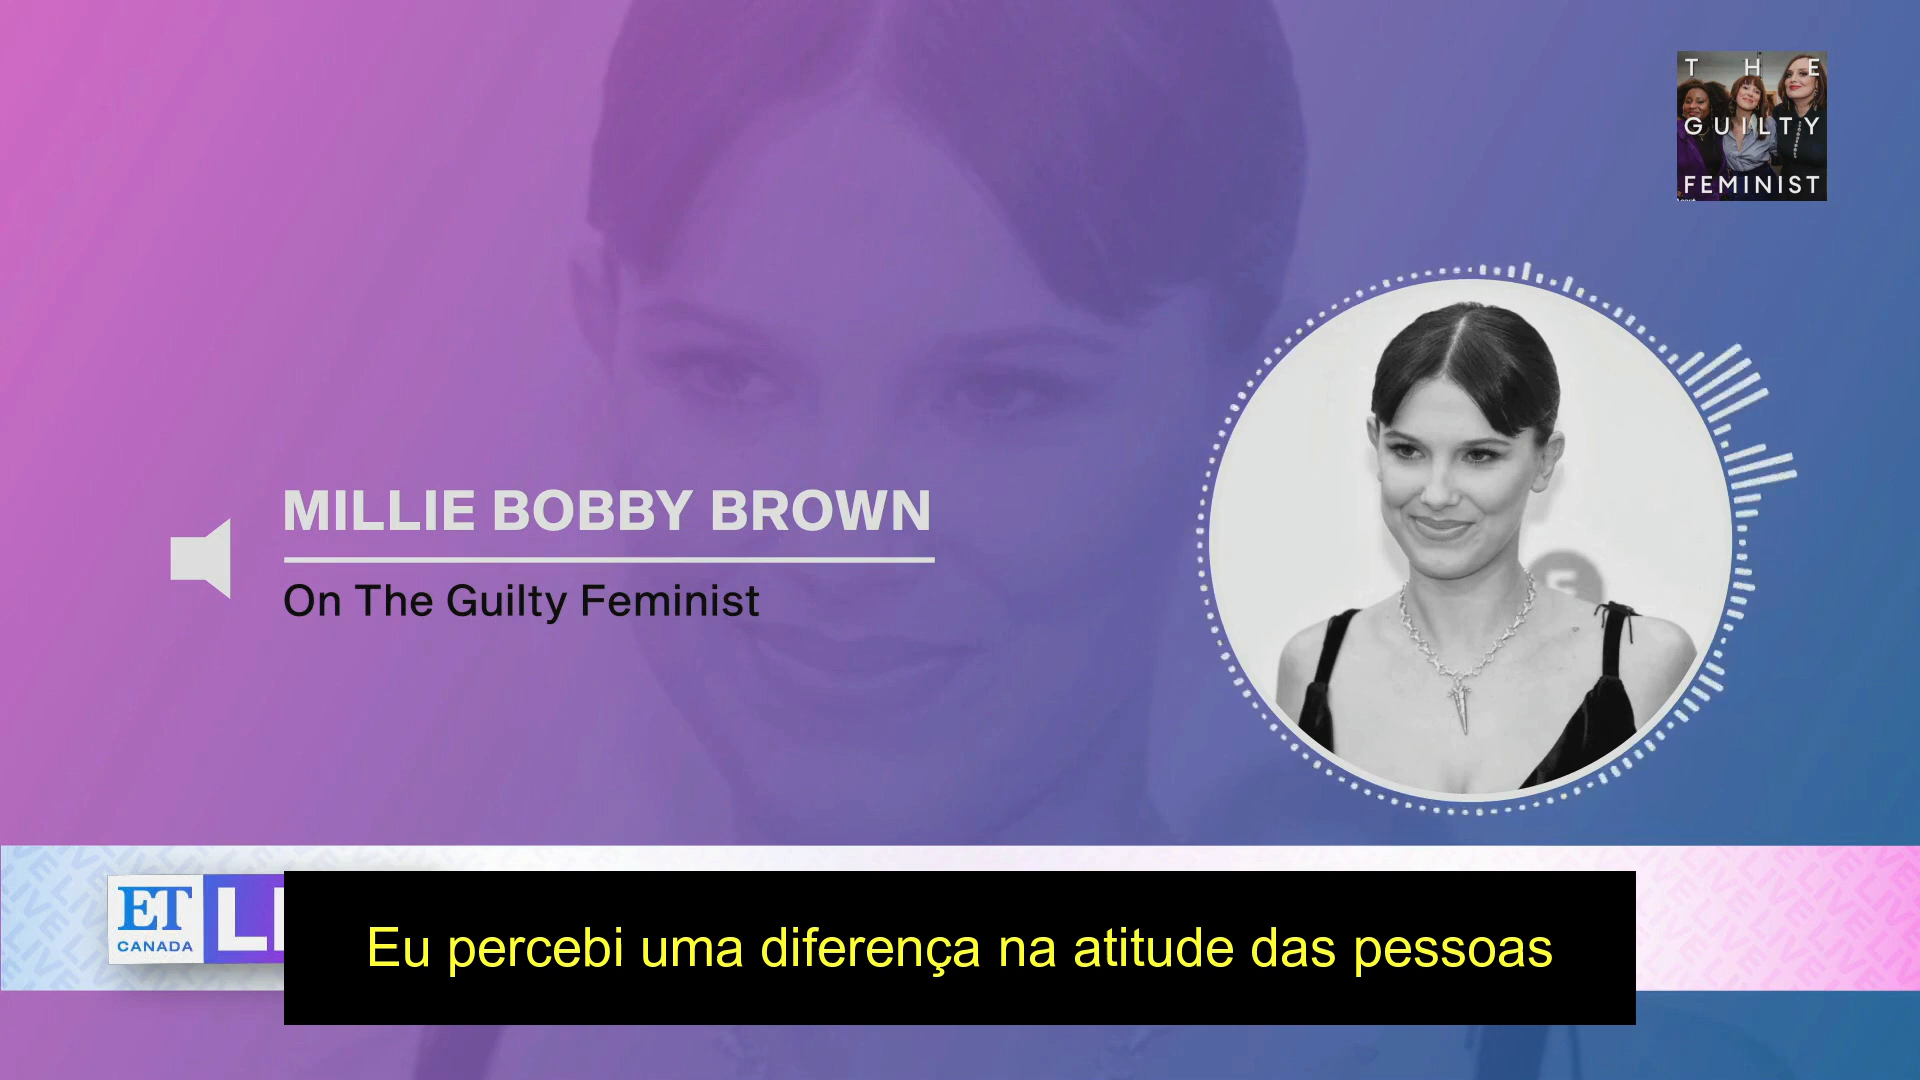 THE
GUILTY
FEMINIST
MILLIE BOBBY BROWN
On The Guilty Feminist
ET
CANADA
Eu percebi uma diferença na atitude das pessoas